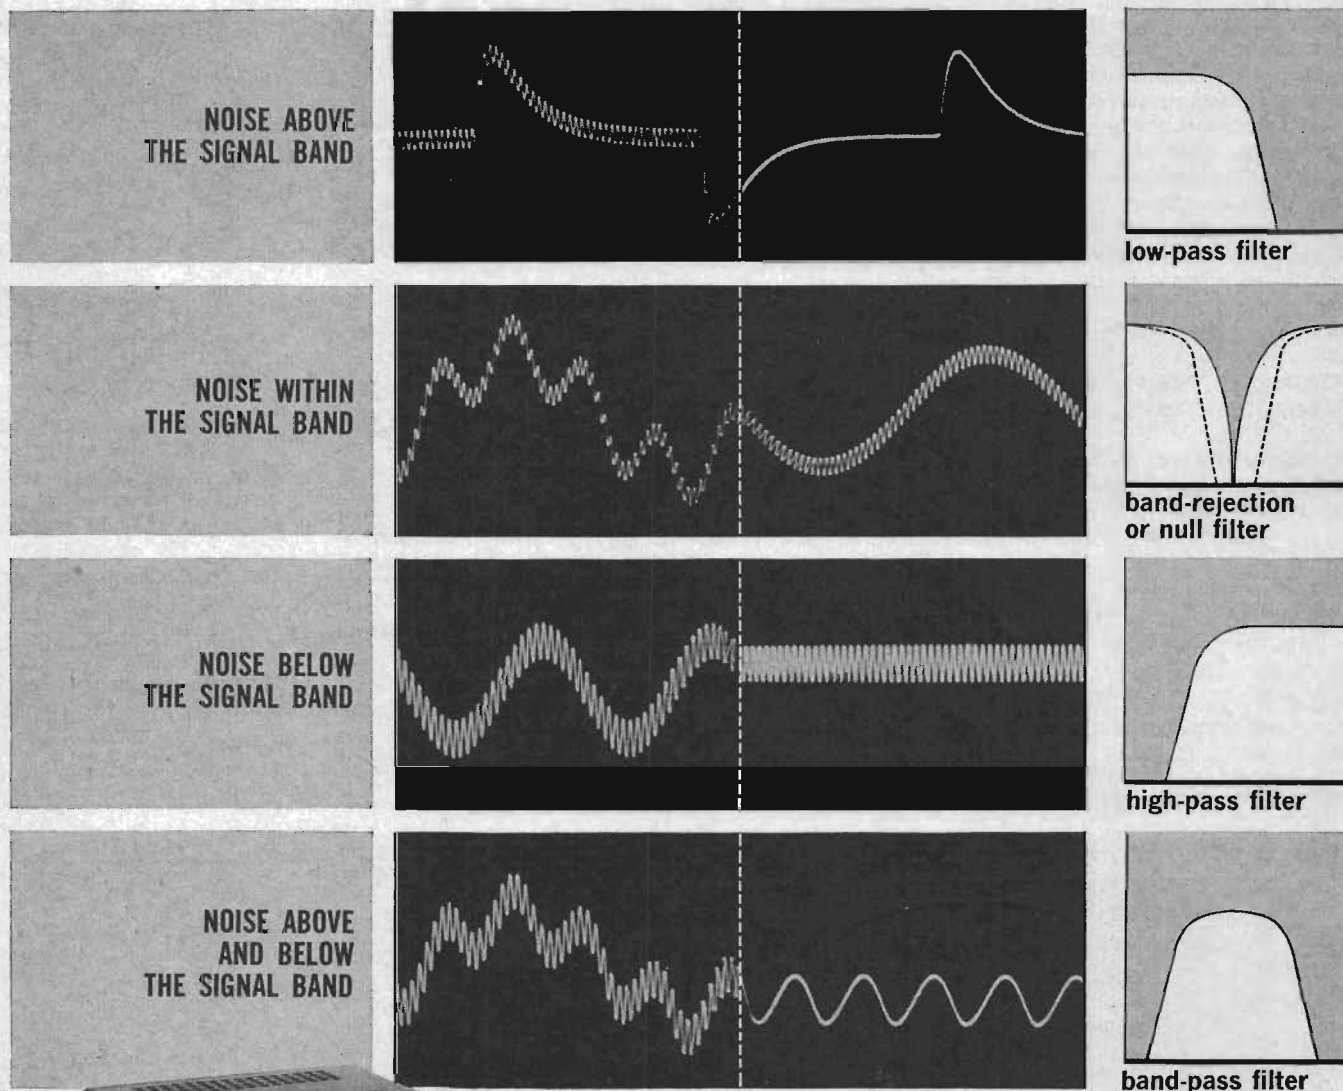 NOISE ABOVE
THE SIGNAL BAND
low-pass filter
NOISE WITHIN
THE SIGNAL BAND
band-rejection
or null filter
NOISE BELOW
THE SIGNAL BAND
high-pass filter
NOISE ABOVE
AND BELOW
THE SIGNAL BAND
band-pass filter